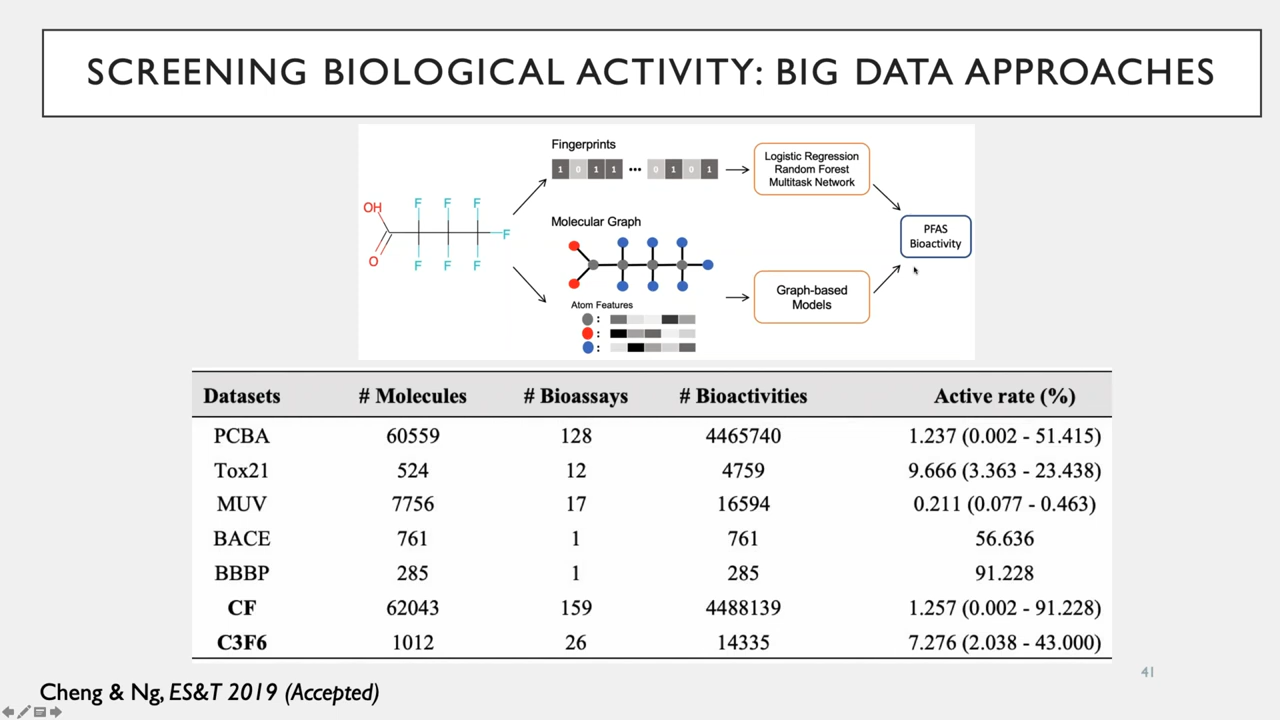 SCREENING BIOLOGICAL ACTIVITY: BIG DATA APPROACHES
Fingerprints
1 0 1 1 ••• 0 1 0 1
Logistic Regression
Random Forest
Multitask Network
OH F F F
F
O F F F
Molecular Graph
PFAS
Bioactivity
Graph-based
Models
Atom Features
:
:
:
Datasets # Molecules # Bioassays # Bioactivities Active rate (%)
PCBA 60559 128 4465740 1.237 (0.002 - 51.415)
Tox21 524 12 4759 9.666 (3.363 - 23.438)
MUV 7756 17 16594 0.211 (0.077 - 0.463)
BACE 761 1 761 56.636
BBBP 285 1 285 91.228
CF 62043 159 4488139 1.257 (0.002 - 91.228)
C3F6 1012 26 14335 7.276 (2.038 - 43.000)
41
Cheng & Ng, ES&T 2019 (Accepted)